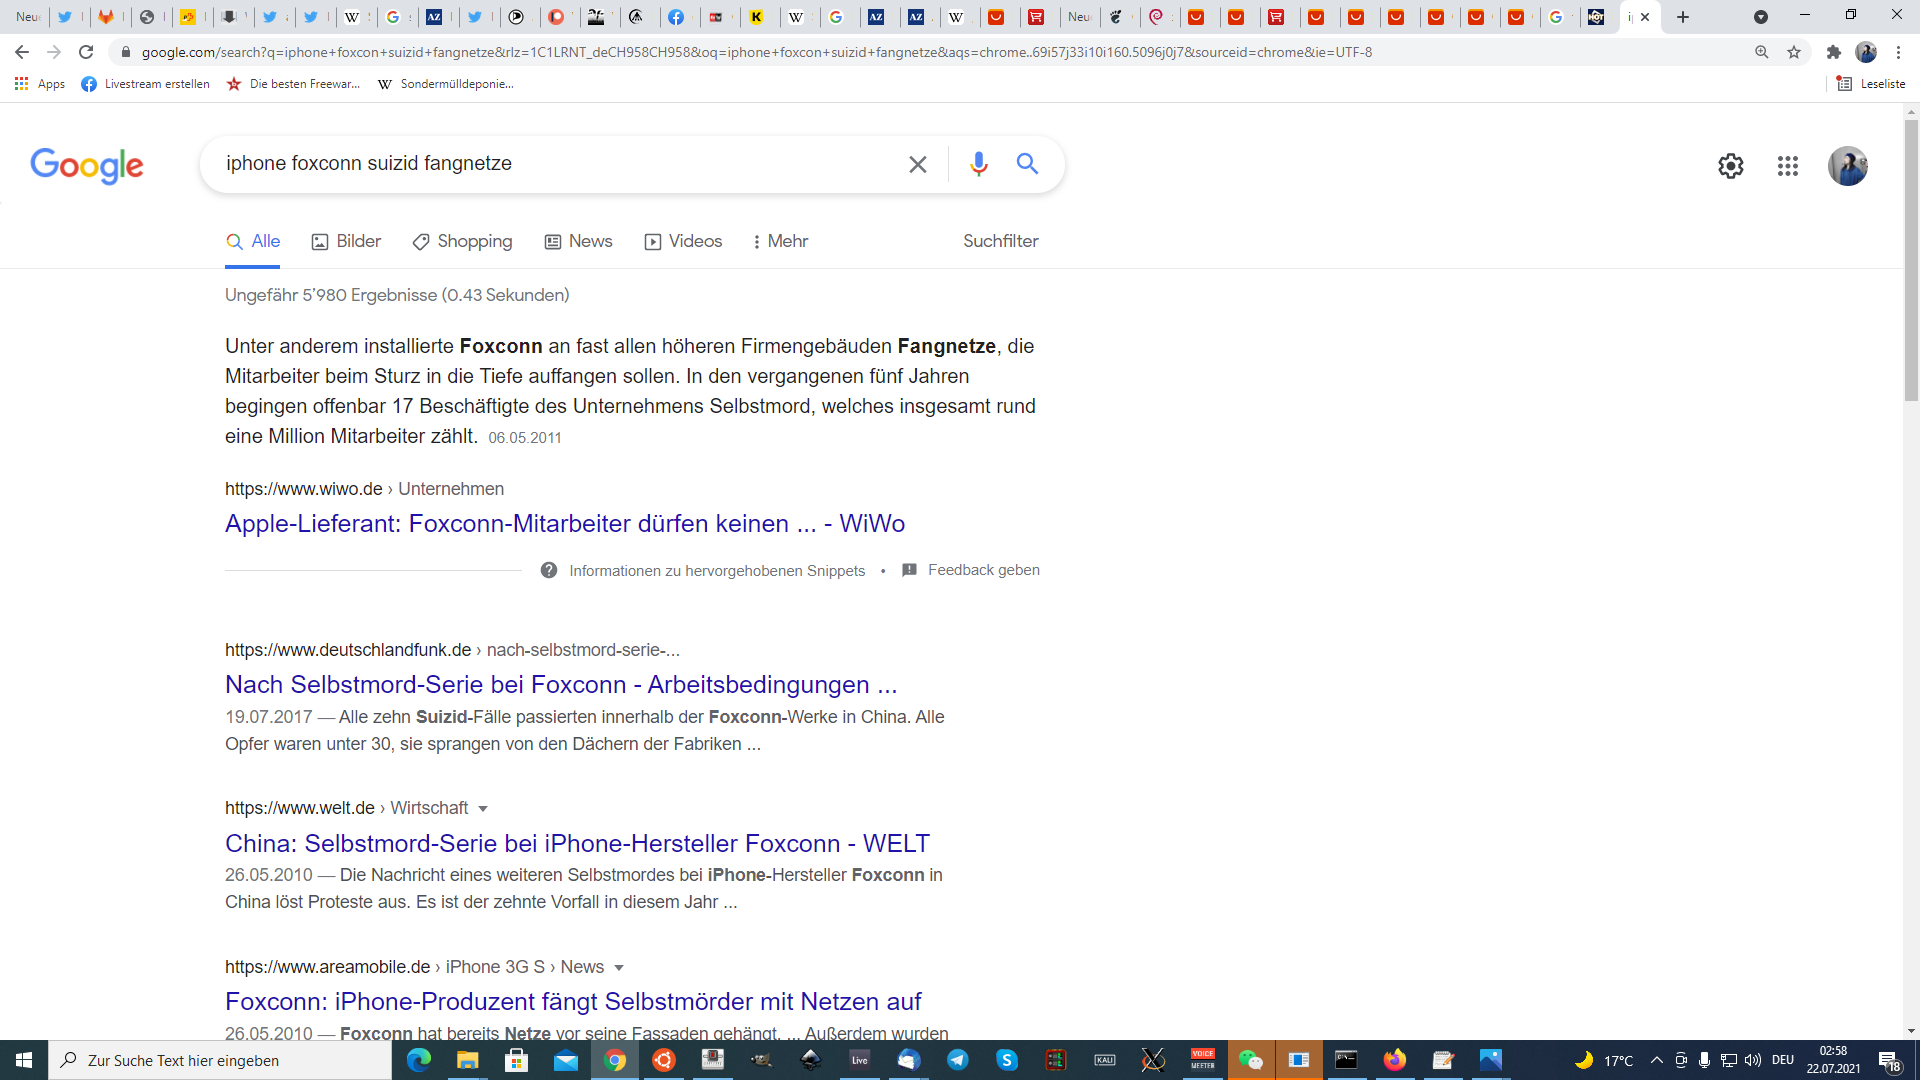 Neue
google.com/search?q=iphone+foxcon+suizid+fangnetze&rlz=1C1LRNT_deCH958CH958&oq=iphone+foxcon+suizid+fangnetze&aqs=chrome..69i57j33i10i160.5096j0j7&sourceid=chrome&ie=UTF-8
Apps Livestream erstellen Die besten Freewar... Sondermülldeponie... Leseliste
Google
iphone foxconn suizid fangnetze
Alle Bilder Shopping News Videos Mehr Suchfilter
Ungefähr 5’980 Ergebnisse (0.43 Sekunden)
Unter anderem installierte Foxconn an fast allen höheren Firmengebäuden Fangnetze, die
Mitarbeiter beim Sturz in die Tiefe auffangen sollen. In den vergangenen fünf Jahren
begingen offenbar 17 Beschäftigte des Unternehmens Selbstmord, welches insgesamt rund
eine Million Mitarbeiter zählt. 06.05.2011
https://www.wiwo.de › Unternehmen
Apple-Lieferant: Foxconn-Mitarbeiter dürfen keinen ... - WiWo
Informationen zu hervorgehobenen Snippets • Feedback geben
https://www.deutschlandfunk.de › nach-selbstmord-serie-...
Nach Selbstmord-Serie bei Foxconn - Arbeitsbedingungen ...
19.07.2017 — Alle zehn Suizid-Fälle passierten innerhalb der Foxconn-Werke in China. Alle
Opfer waren unter 30, sie sprangen von den Dächern der Fabriken ...
https://www.welt.de › Wirtschaft
China: Selbstmord-Serie bei iPhone-Hersteller Foxconn - WELT
26.05.2010 — Die Nachricht eines weiteren Selbstmordes bei iPhone-Hersteller Foxconn in
China löst Proteste aus. Es ist der zehnte Vorfall in diesem Jahr ...
https://www.areamobile.de › iPhone 3G S › News
Foxconn: iPhone-Produzent fängt Selbstmörder mit Netzen auf
26.05.2010 — Foxconn hat bereits Netze vor seine Fassaden gehängt. ... Außerdem wurden
Zur Suche Text hier eingeben
Live
KALI
VOICE
MEETER
17°C
DEU
02:58
22.07.2021
18